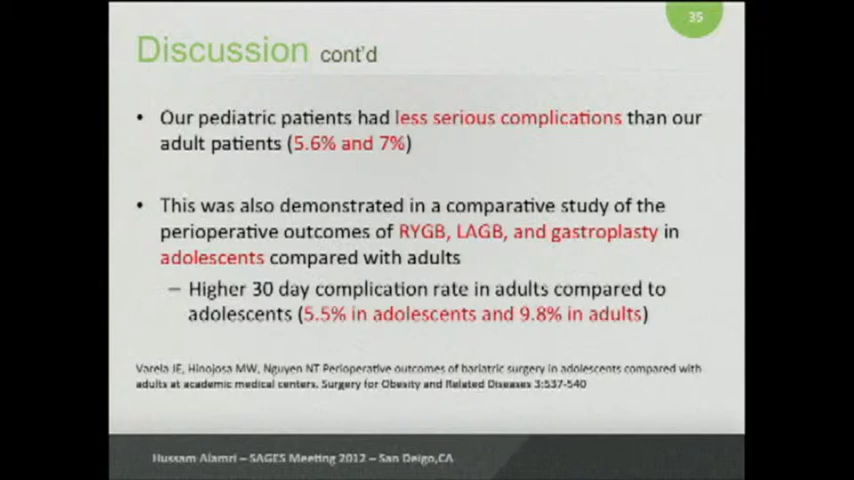 35
Discussion cont'd
• Our pediatric patients had less serious complications than our
adult patients (5.6% and 7%)
• This was also demonstrated in a comparative study of the
perioperative outcomes of RYGB, LAGB, and gastroplasty in
adolescents compared with adults
– Higher 30 day complication rate in adults compared to
adolescents (5.5% in adolescents and 9.8% in adults)
Varela JE, Hinojosa MW, Nguyen NT Perioperative outcomes of bariatric surgery in adolescents compared with
adults at academic medical centers. Surgery for Obesity and Related Diseases 3:537-540
Hussam Alamri – SAGES Meeting 2012 – San Deigo,CA